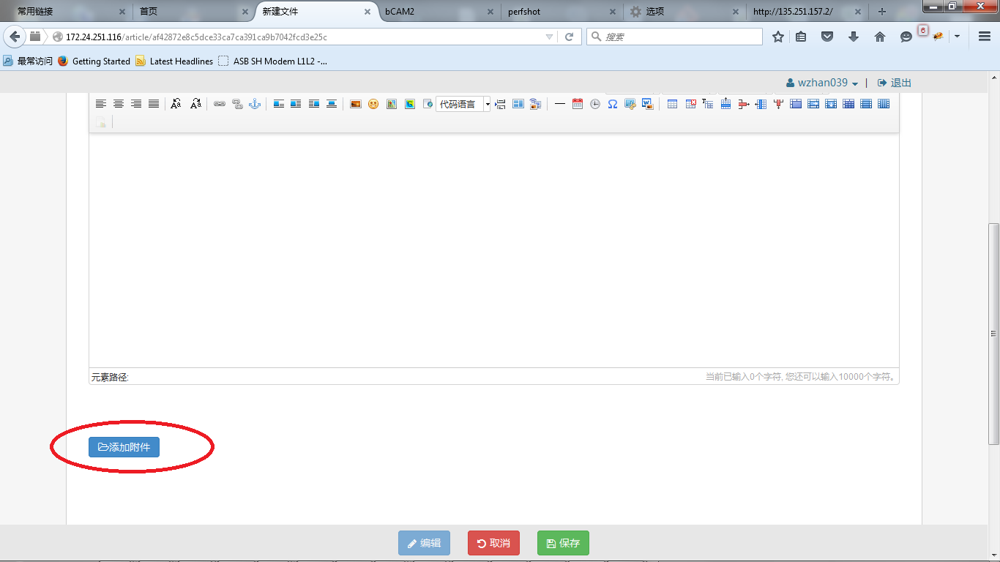 常用链接
首页
新建文件
bCAM2
perfshot
选项
http://135.251.157.2/
172.24.251.116/article/af42872e8c5dce33ca7ca391ca9b7042fcd3e25c
搜索
6
最常访问
Getting Started
Latest Headlines
ASB SH Modem L1L2 -...
wzhan039
|
退出
代码语言
元素路径:
当前已输入0个字符, 您还可以输入10000个字符。
添加附件
编辑
取消
保存